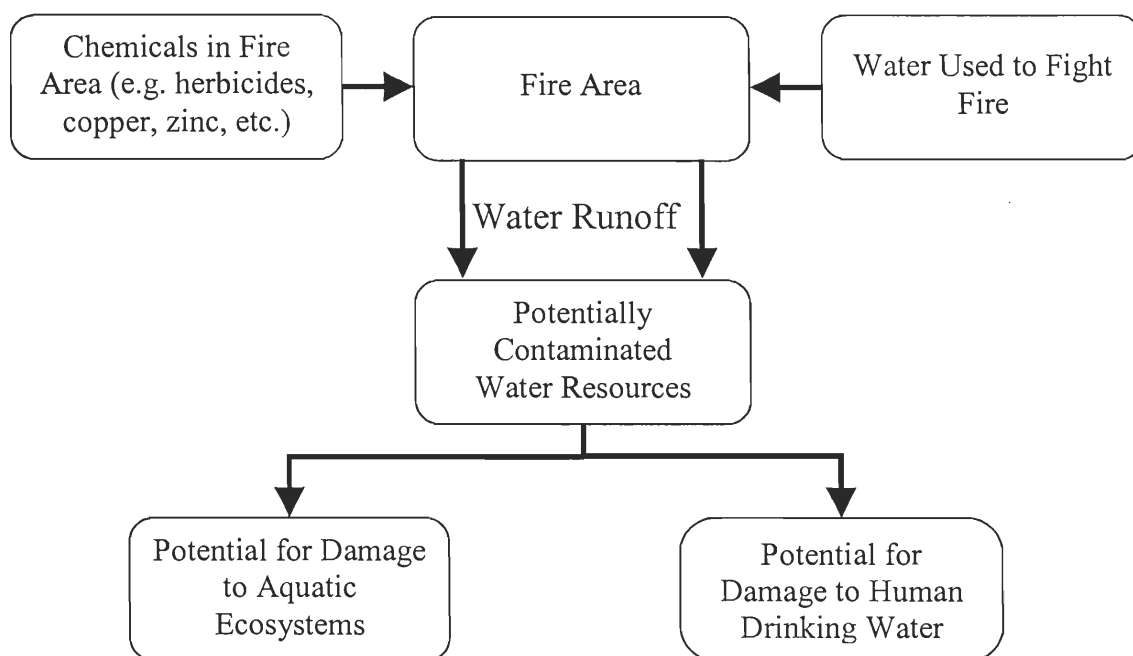 Chemicals in Fire
Area (e.g. herbicides,
copper, zinc, etc.)
Fire Area
Water Used to Fight
Fire
Water Runoff
Potentially
Contaminated
Water Resources
Potential for Damage
to Aquatic
Ecosystems
Potential for
Damage to Human
Drinking Water